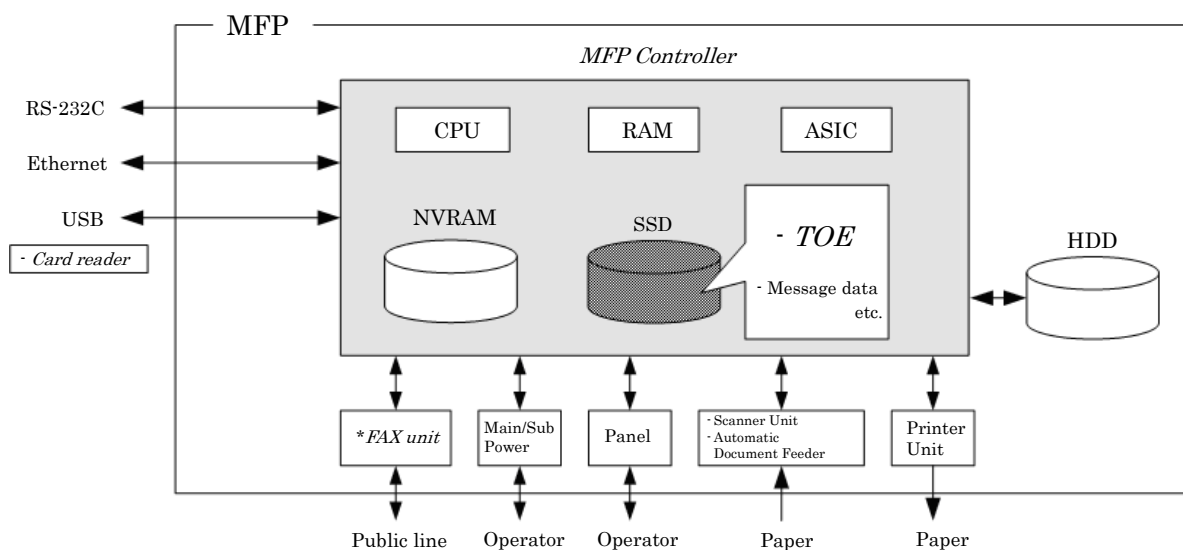 MFP
MFP Controller
RS-232C
Ethernet
USB
- Card reader
CPU
RAM
ASIC
NVRAM
SSD
- TOE
- Message data
etc.
HDD
*FAX unit
Main/Sub
Power
Panel
- Scanner Unit
- Automatic
Document Feeder
Printer
Unit
Public line
Operator
Operator
Paper
Paper